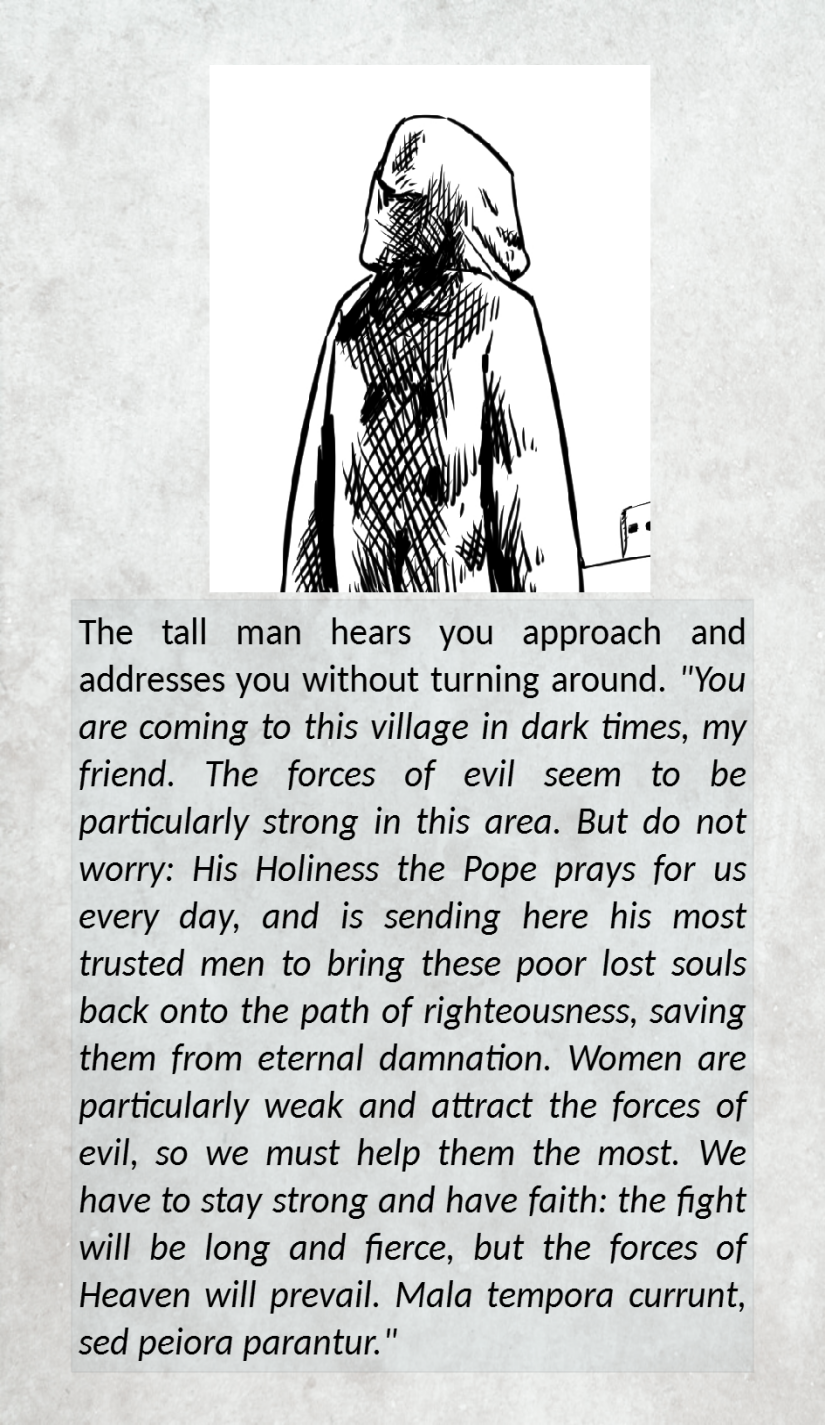 The tall man hears you approach and
addresses you without turning around. "You
are coming to this village in dark times, my
friend. The forces of evil seem to be
particularly strong in this area. But do not
worry: His Holiness the Pope prays for us
every day, and is sending here his most
trusted men to bring these poor lost souls
back onto the path of righteousness, saving
them from eternal damnation. Women are
particularly weak and attract the forces of
evil, so we must help them the most. We
have to stay strong and have faith: the fight
will be long and fierce, but the forces of
Heaven will prevail. Mala tempora currunt,
sed peiora parantur."